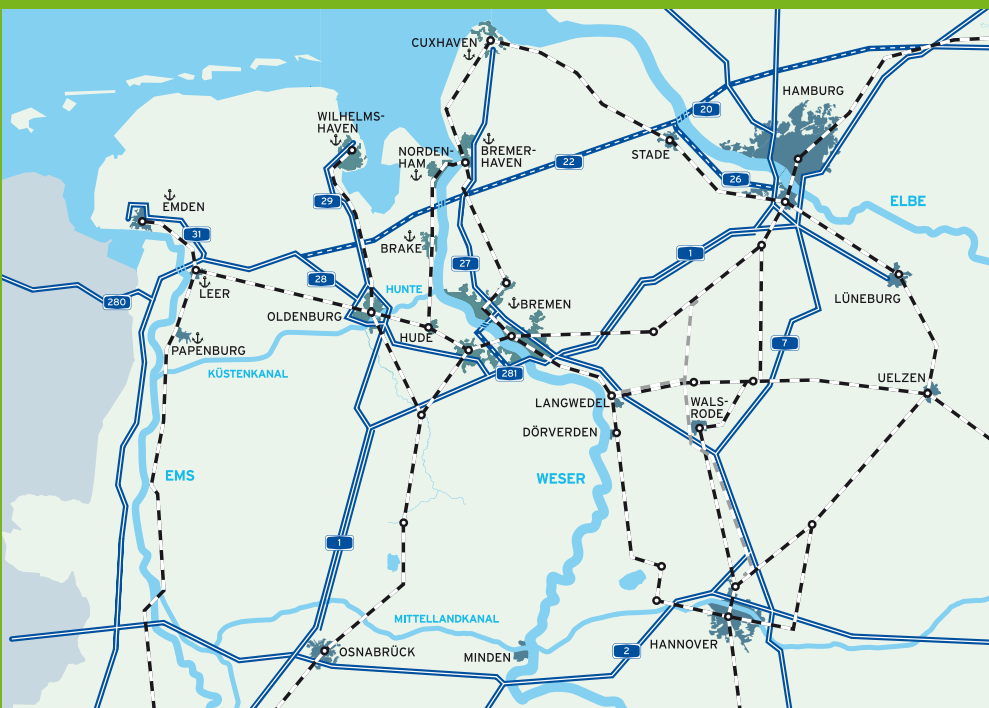 CUXHAVEN
HAMBURG
20
WILHELMS-
HAVEN
NORDEN-
HAM
BREMER-
HAVEN
STADE
22
26
29
ELBE
EMDEN
31
BRAKE
1
27
28
280
LEER
HUNTE
LÜNEBURG
OLDENBURG
BREMEN
HUDE
7
PAPENBURG
KÜSTENKANAL
281
UELZEN
LANGWEDEL
WALS-
RODE
DÖRVERDEN
EMS
WESER
1
MITTELLANDKANAL
OSNABRÜCK
MINDEN
2
HANNOVER